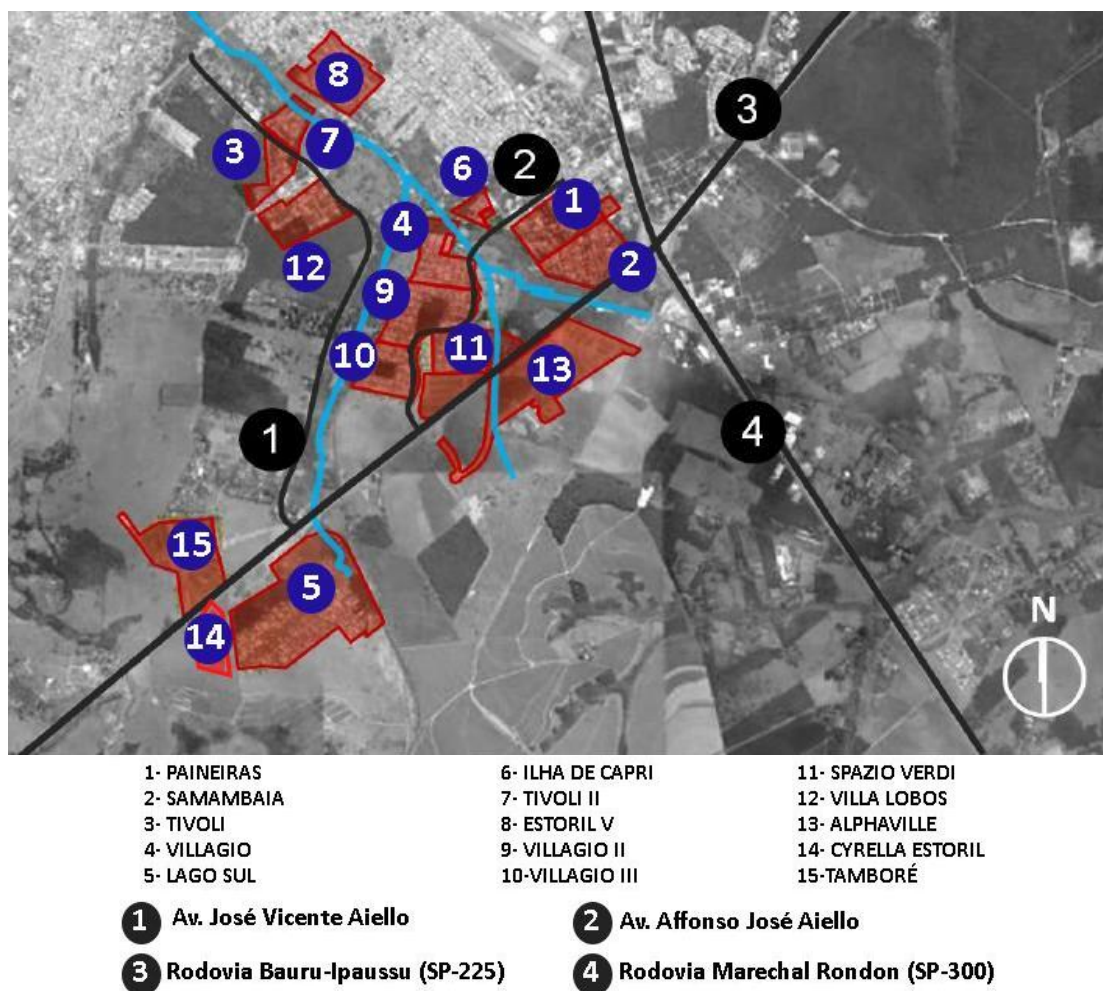 8
3
7
3
6
2
1
4
12
2
9
10
11
13
1
4
15
5
14
N
1- PAINEIRAS
2- SAMAMBAIA
3- TIVOLI
4- VILLAGIO
5- LAGO SUL
6- ILHA DE CAPRI
7- TIVOLI II
8- ESTORIL V
9- VILLAGIO II
10-VILLAGIO III
11- SPAZIO VERDI
12- VILLA LOBOS
13- ALPHAVILLE
14- CYRELLA ESTORIL
15-TAMBORÉ
1 Av. José Vicente Aiello
2 Av. Affonso José Aiello
3 Rodovia Bauru-Ipaussu (SP-225)
4 Rodovia Marechal Rondon (SP-300)